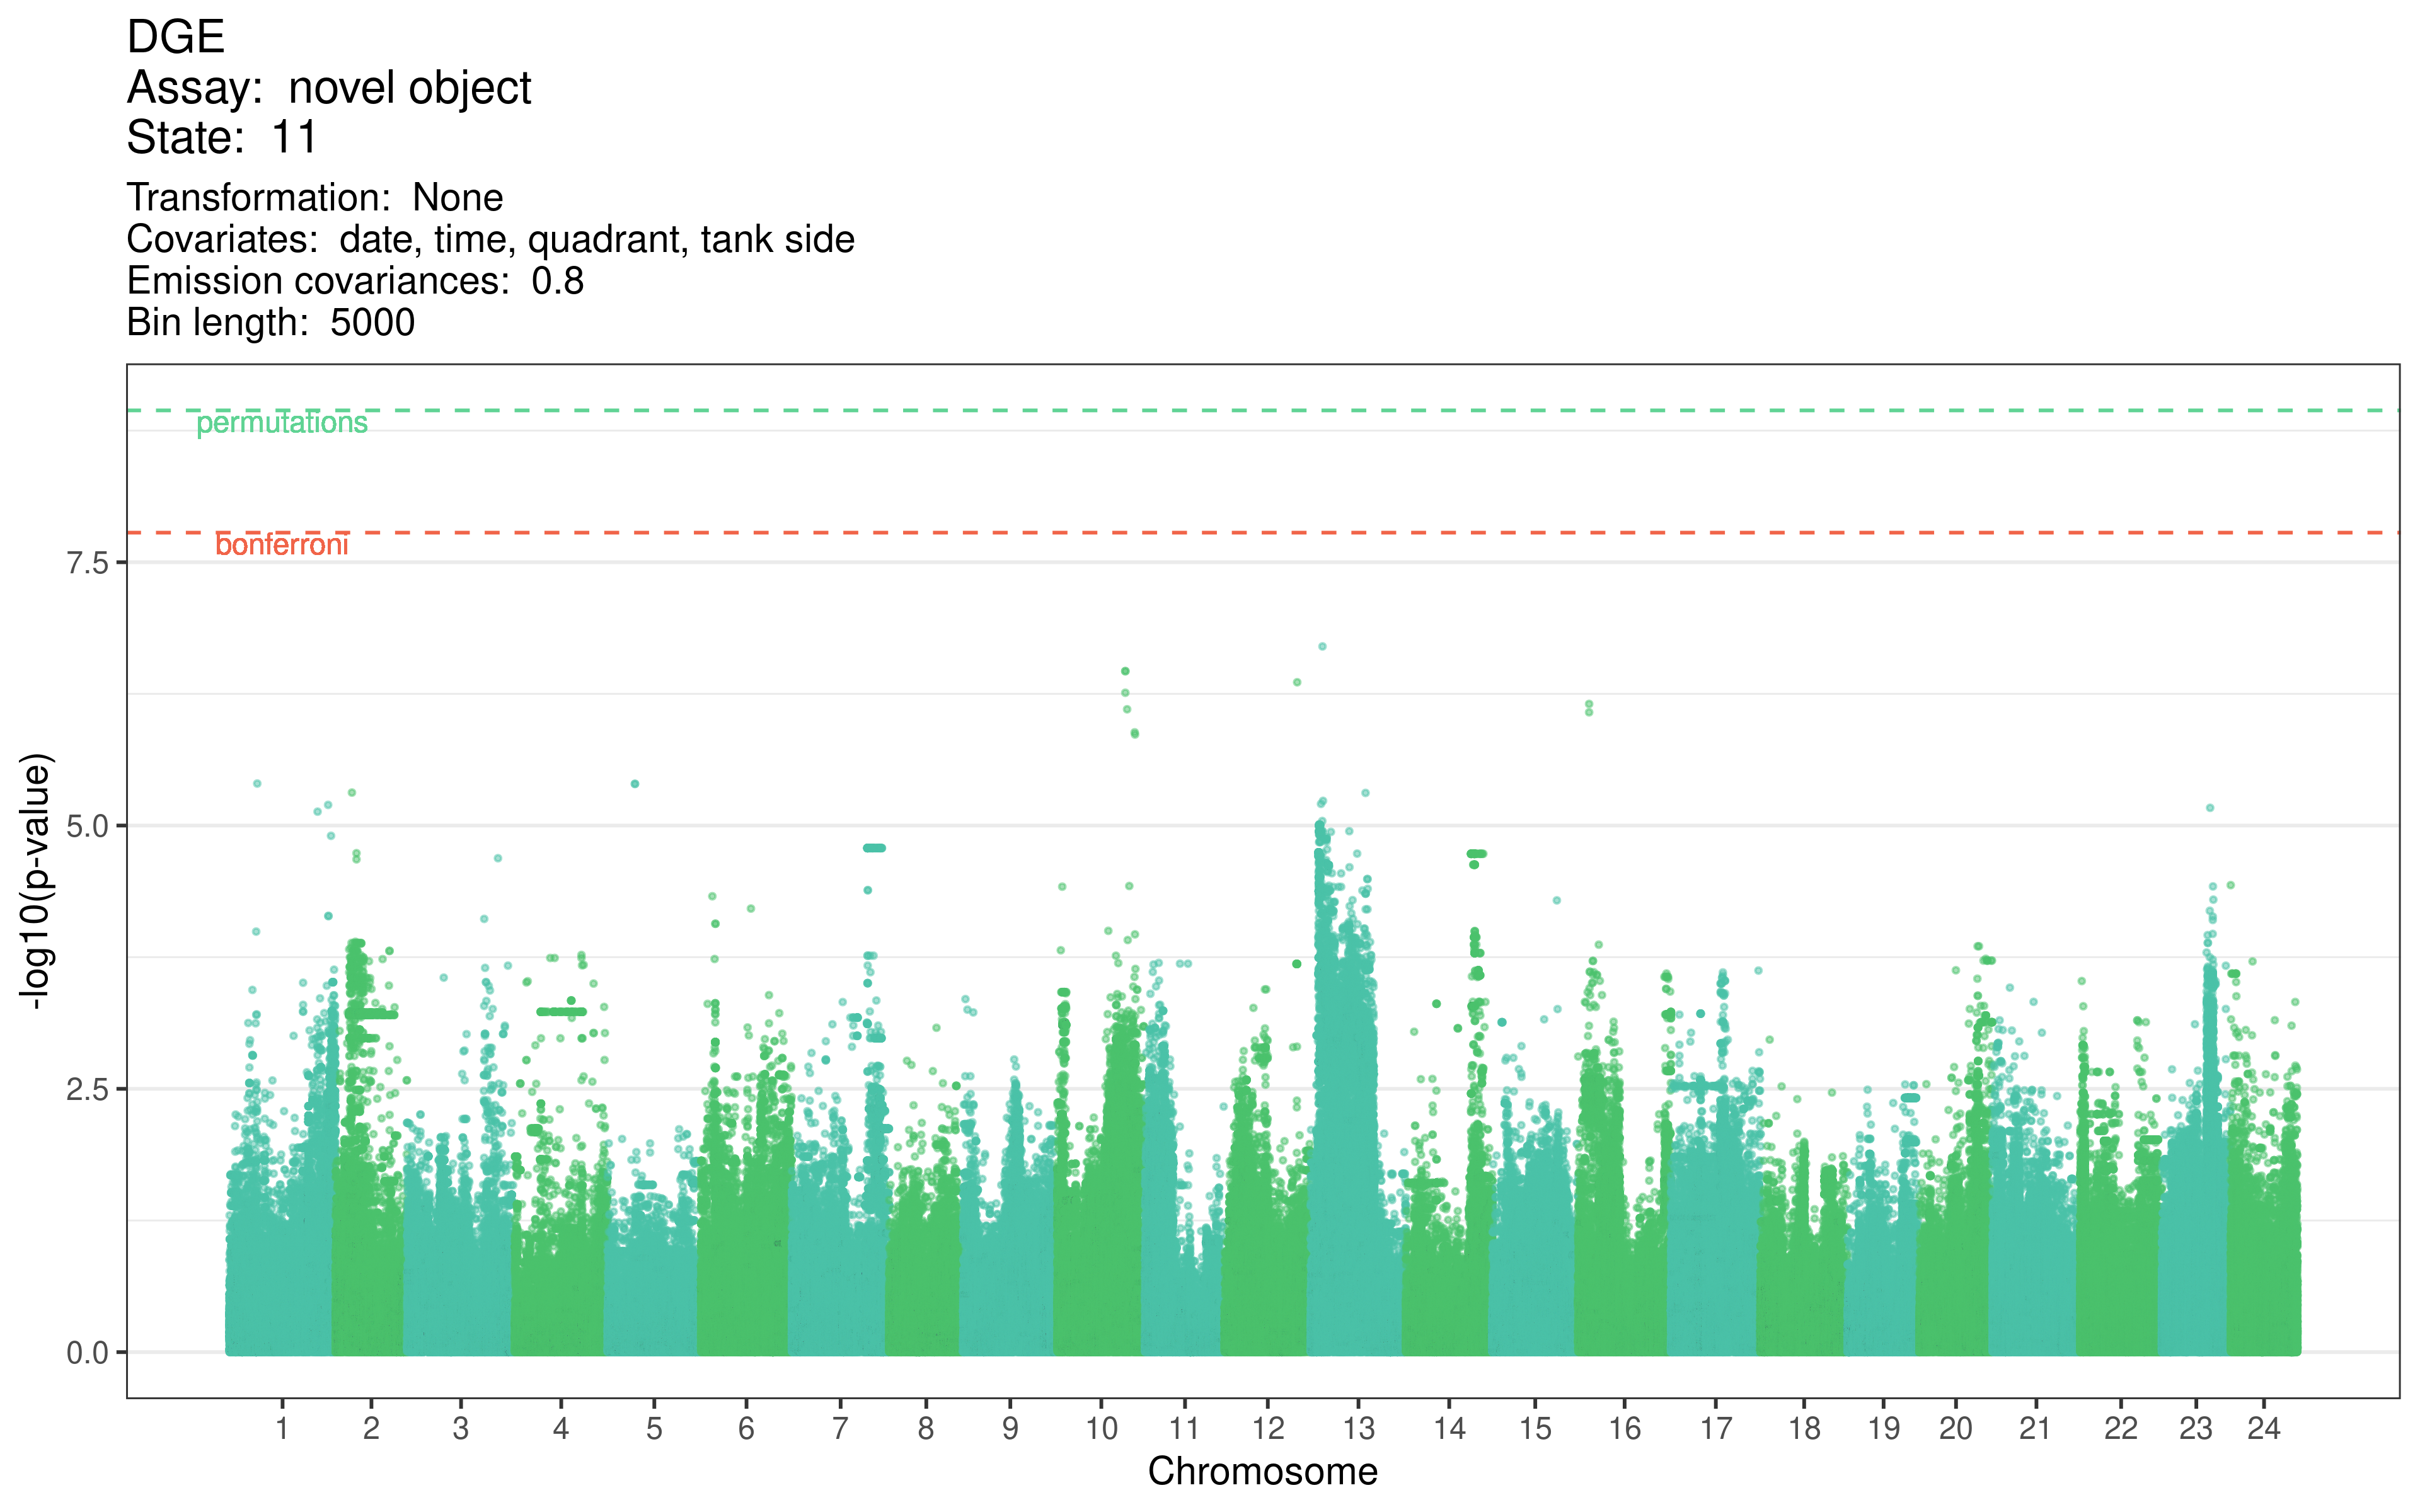 DGE
Assay: novel object
State: 11
Transformation: None
Covariates: date, time, quadrant, tank side
Emission covariances: 0.8
Bin length: 5000
permutations
bonferroni
7.5
5.0
2.5
0.0
-log10(p-value)
1 2 3 4 5 6 7 8 9 10 11 12 13 14 15 16 17 18 19 20 21 22 23 24
Chromosome